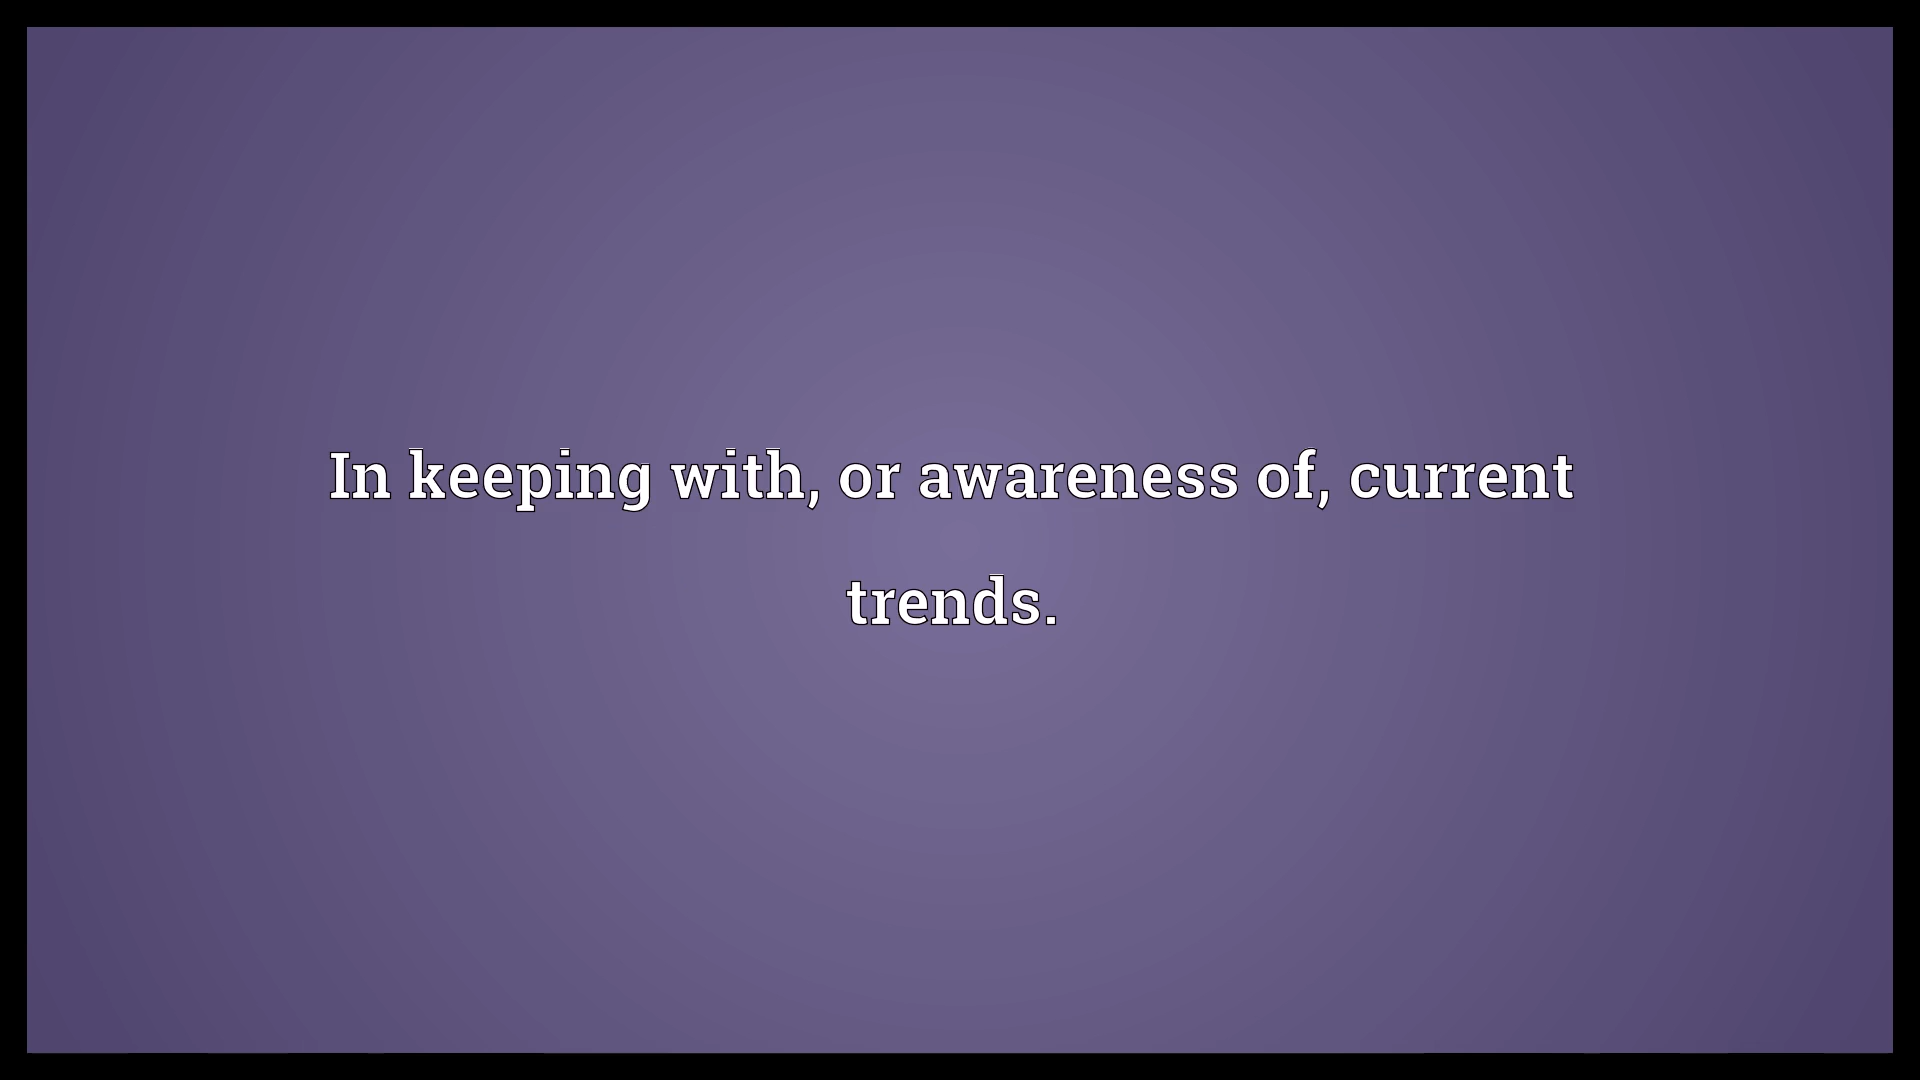 In keeping with, or awareness of, current
trends.